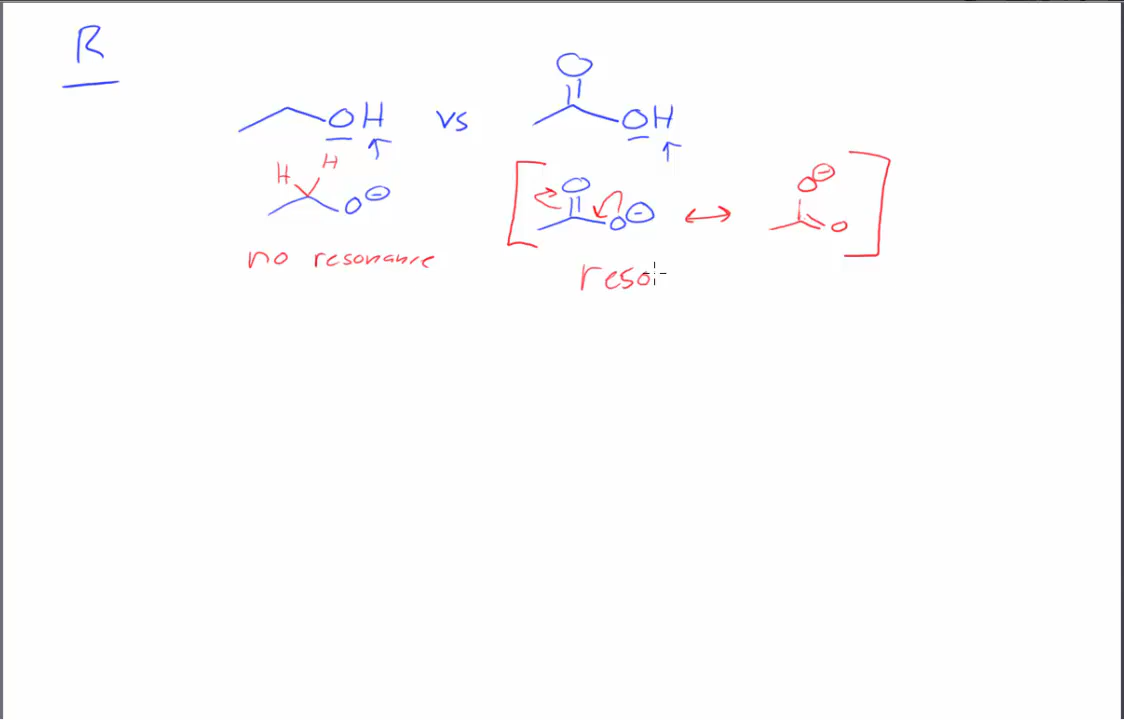 R
O
OH vs OH
H H
O⊖ O O⊖ ↔ O⊖ O
no resonance
reso